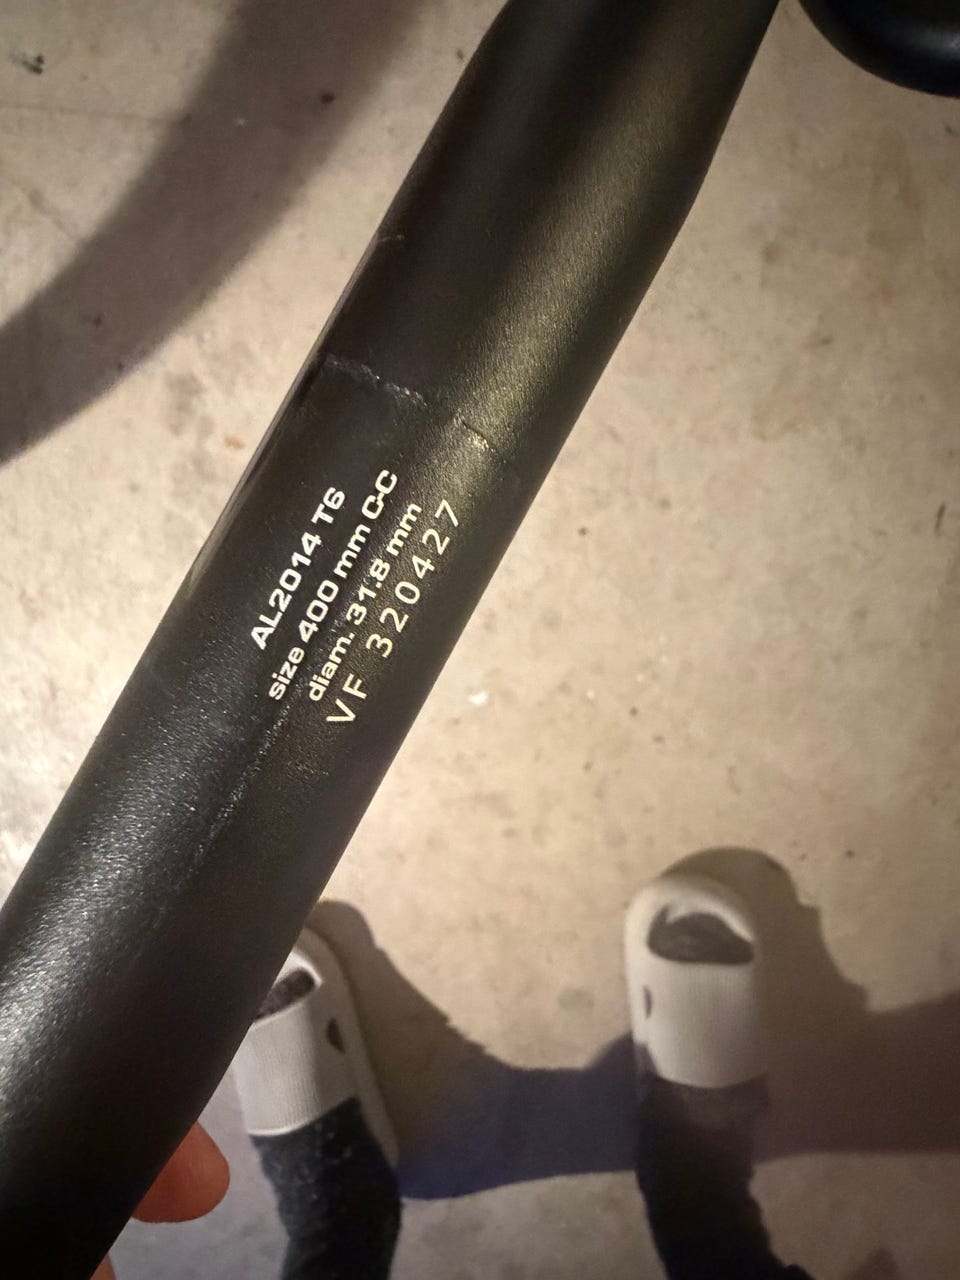 AL2014 T6
size 400 mm C-C
diam. 31.8 mm
VF 320427